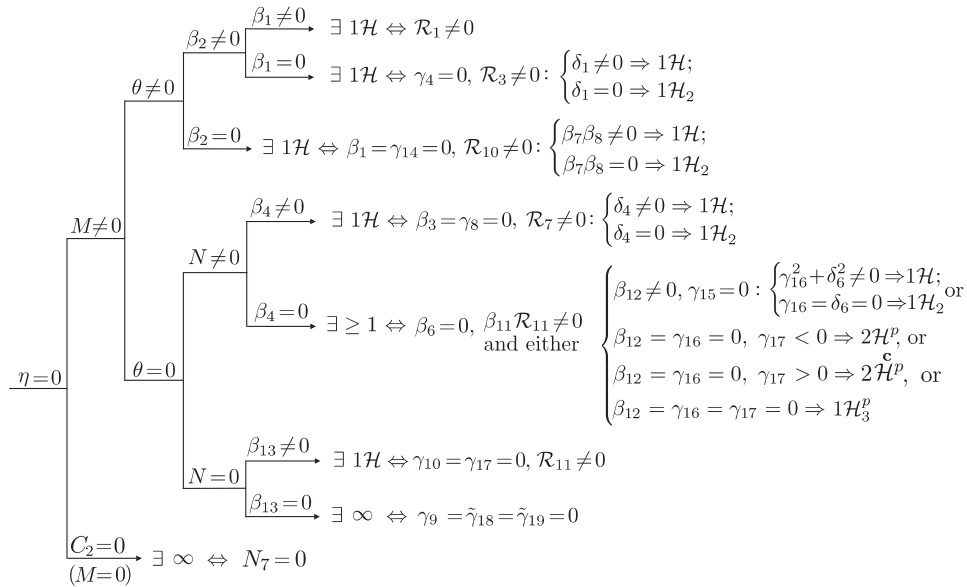 β₁≠0
∃ 1ℋ ⇔ ℛ₁≠0
β₂≠0
β₁=0
∃ 1ℋ ⇔ γ₄=0, ℛ₃≠0: { δ₁≠0 ⇒ 1ℋ;
δ₁=0 ⇒ 1ℋ₂
θ≠0
β₂=0
∃ 1ℋ ⇔ β₁=γ₁₄=0, ℛ₁₀≠0: { β₇β₈≠0 ⇒ 1ℋ;
β₇β₈=0 ⇒ 1ℋ₂
M≠0
β₄≠0
∃ 1ℋ ⇔ β₃=γ₈=0, ℛ₇≠0: { δ₄≠0 ⇒ 1ℋ;
δ₄=0 ⇒ 1ℋ₂
N≠0
β₄=0
∃ ≥ 1 ⇔ β₆=0, β₁₁ℛ₁₁≠0
and either
β₁₂≠0, γ₁₅=0 : { γ₁₆²+δ₆²≠0⇒1ℋ;
γ₁₆=δ₆=0⇒1ℋ₂ or
β₁₂ = γ₁₆ = 0, γ₁₇ < 0 ⇒ 2ℋᵖ, or
β₁₂ = γ₁₆ = 0, γ₁₇ > 0 ⇒ 2ℋᶜᵖ, or
β₁₂ = γ₁₆ = γ₁₇ = 0 ⇒ 1ℋ₃ᵖ
η=0
θ=0
β₁₃≠0
∃ 1ℋ ⇔γ₁₀=γ₁₇=0, ℛ₁₁≠0
N=0
β₁₃=0
∃ ∞ ⇔ γ₉ =γ̃₁₈=γ̃₁₉=0
C₂=0
(M=0)
∃ ∞ ⇔ N₇=0